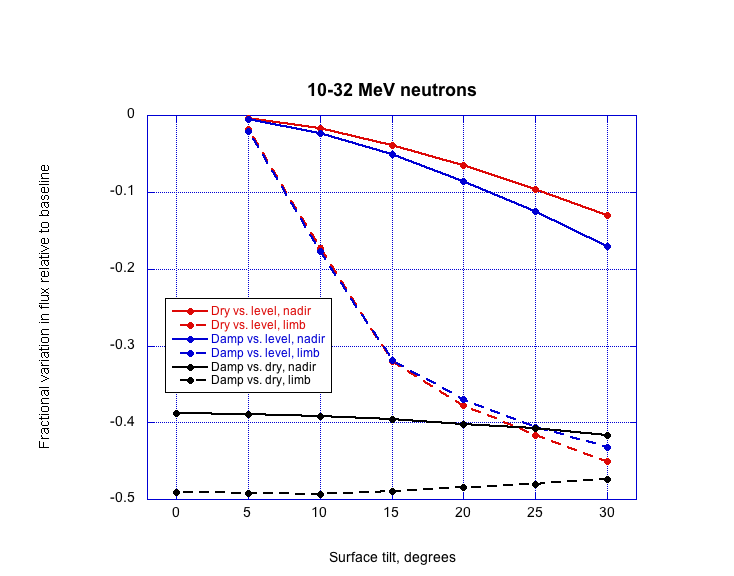 10-32 MeV neutrons
Fractional variation in flux relative to baseline
0
-0.1
-0.2
-0.3
-0.4
-0.5
Dry vs. level, nadir
Dry vs. level, limb
Damp vs. level, nadir
Damp vs. level, limb
Damp vs. dry, nadir
Damp vs. dry, limb
0 5 10 15 20 25 30
Surface tilt, degrees